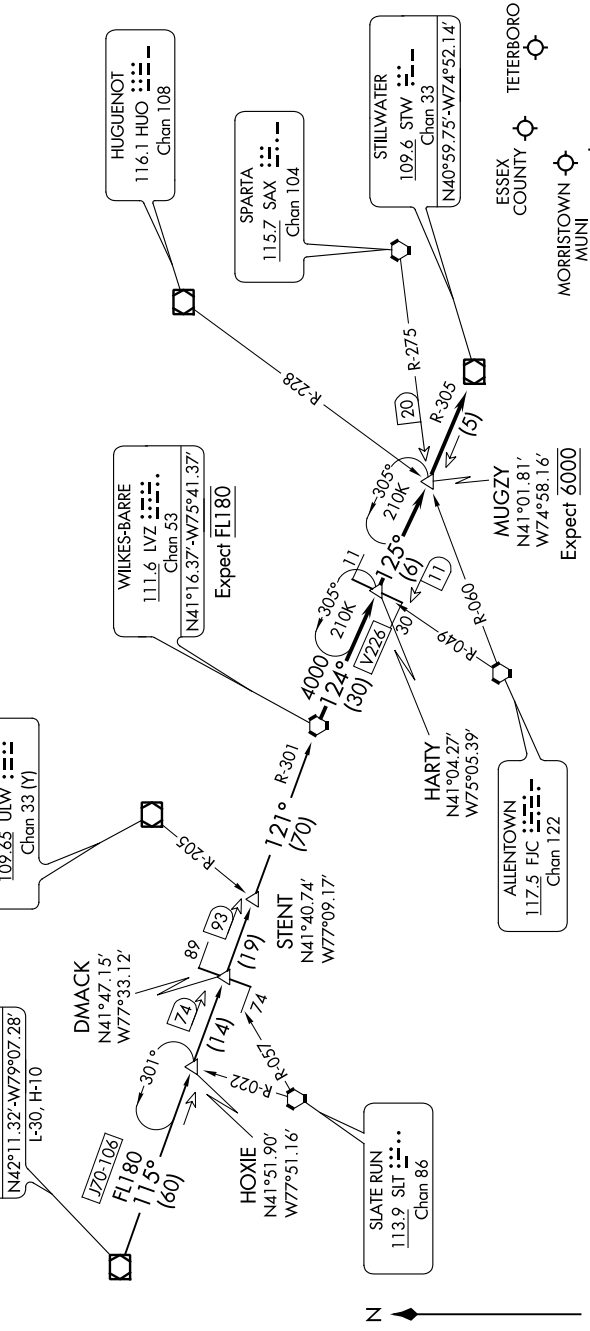 HUGUENOT
116.1 HUO
Chan 108
SPARTA
115.7 SAX
Chan 104
STILLWATER
109.6 STW
Chan 33
N40°59.75'-W74°52.14'
TETERBORO
ESSEX
COUNTY
MORRISTOWN
MUNI
WILKES-BARRE
111.6 LVZ
Chan 53
N41°16.37'-W75°41.37'
Expect FL180
R-228
R-275
20
R-305
(5)
305°
210K
MUGZY
N41°01.81'
W74°58.16'
Expect 6000
125°
(6)
11
11
305°
210K
4000
124°
(30)
V226
30
R-049
R-060
HARTY
N41°04.27'
W75°05.39'
ALLENTOWN
117.5 FJC
Chan 122
109.65 ULW
Chan 33 (Y)
R-205
R-301
121°
(70)
STENT
N41°40.74'
W77°09.17'
93
89
(19)
DMACK
N41°47.15'
W77°33.12'
74
74
(14)
R-057
R-022
301°
HOXIE
N41°51.90'
W77°51.16'
SLATE RUN
113.9 SLT
Chan 86
N42°11.32'-W79°07.28'
L-30, H-10
J70-106
FL180
115°
(60)
N